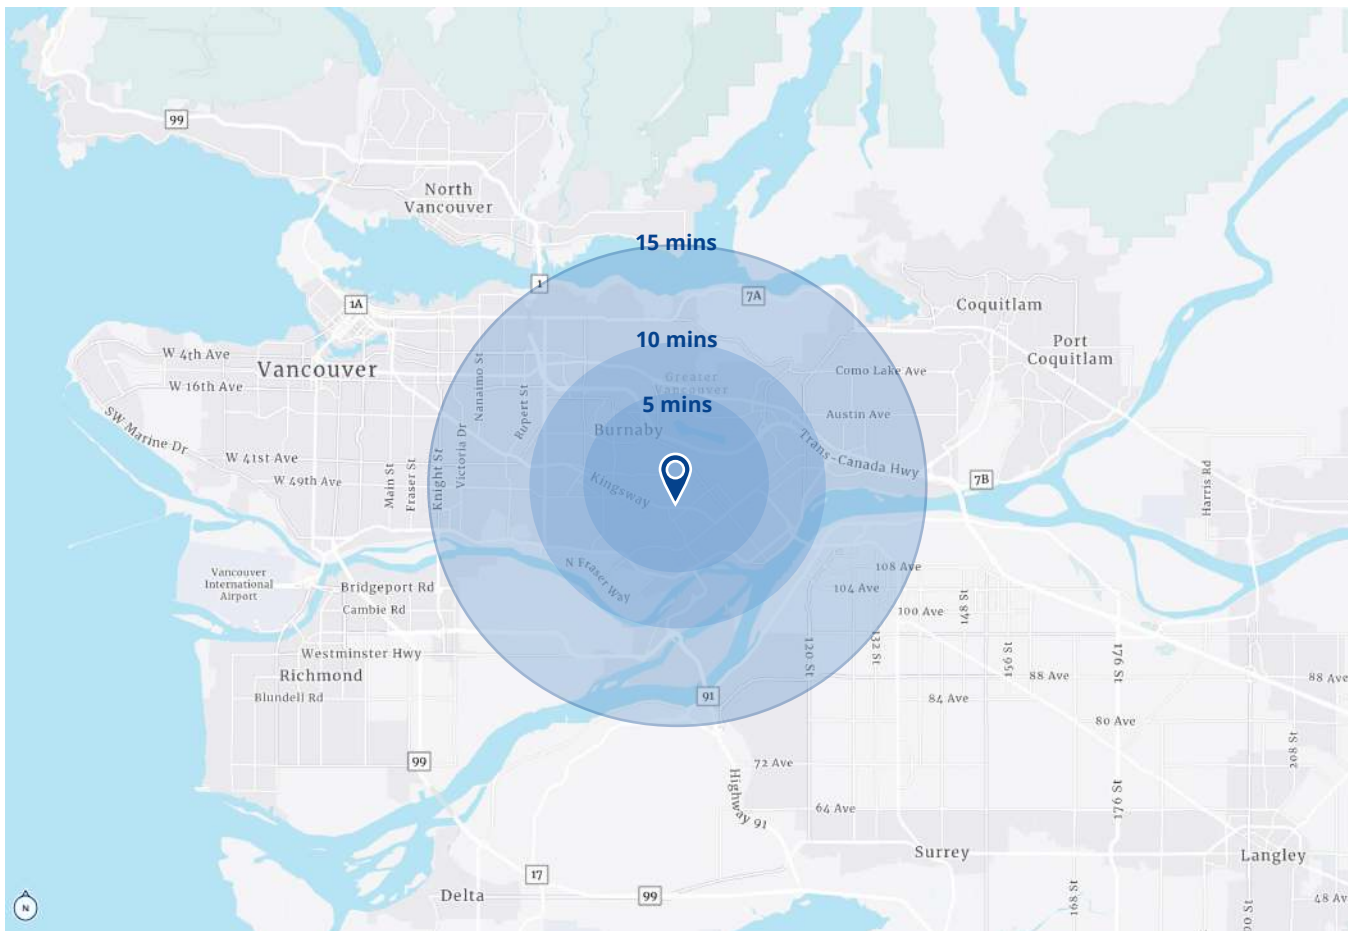 99
North
Vancouver
15 mins
1
7A
1A
Coquitlam
Port
Coquitlam
10 mins
W 4th Ave
Vancouver
W 16th Ave
Nanaimo St
Rupert St
Greater
Vancouver
Como Lake Ave
5 mins
Austin Ave
SW Marine Dr
Burnaby
Trans-Canada Hwy
W 41st Ave
W 49th Ave
Main St
Fraser St
Knight St
Victoria Dr
Kingsway
7B
Harris Rd
Vancouver
International
Airport
Bridgeport Rd
Cambie Rd
N Fraser Way
108 Ave
104 Ave
100 Ave
148 St
Westminster Hwy
Richmond
Blundell Rd
120 St
132 St
156 St
176 St
88 Ave
88 Ave
91
84 Ave
80 Ave
99
72 Ave
208 St
Highway 91
64 Ave
176 St
Surrey
Langley
17
99
Delta
168 St
48 Av
00 St
N